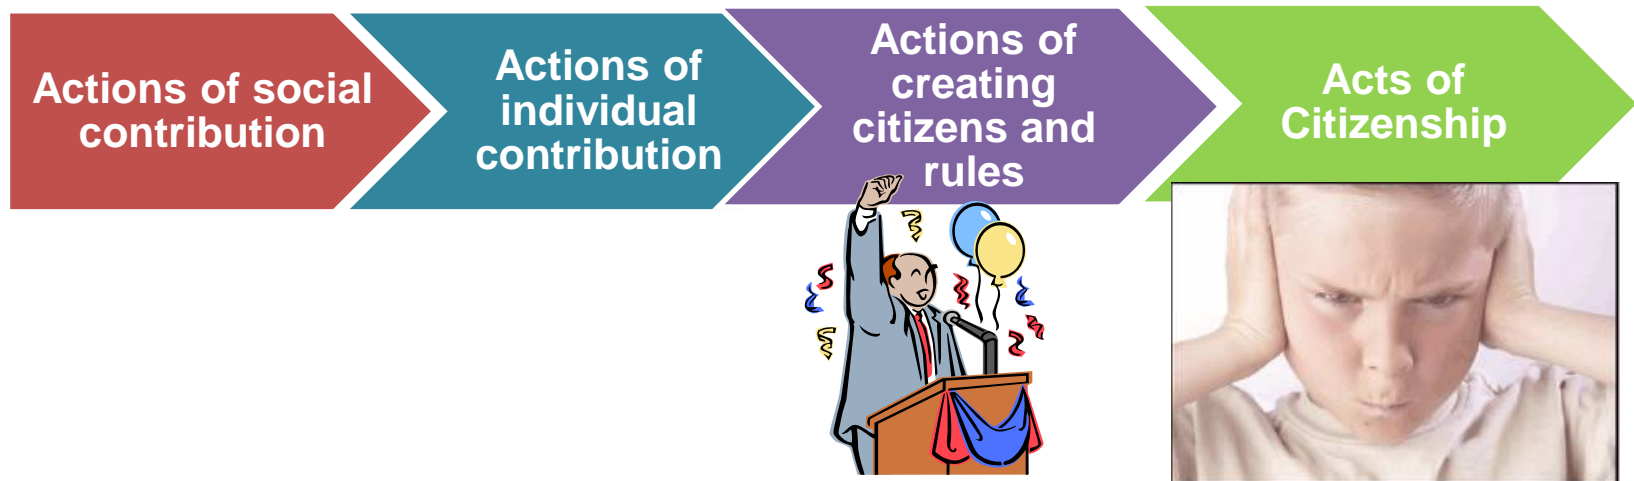 Actions of social
contribution
Actions of
individual
contribution
Actions of
creating
citizens and
rules
Acts of
Citizenship